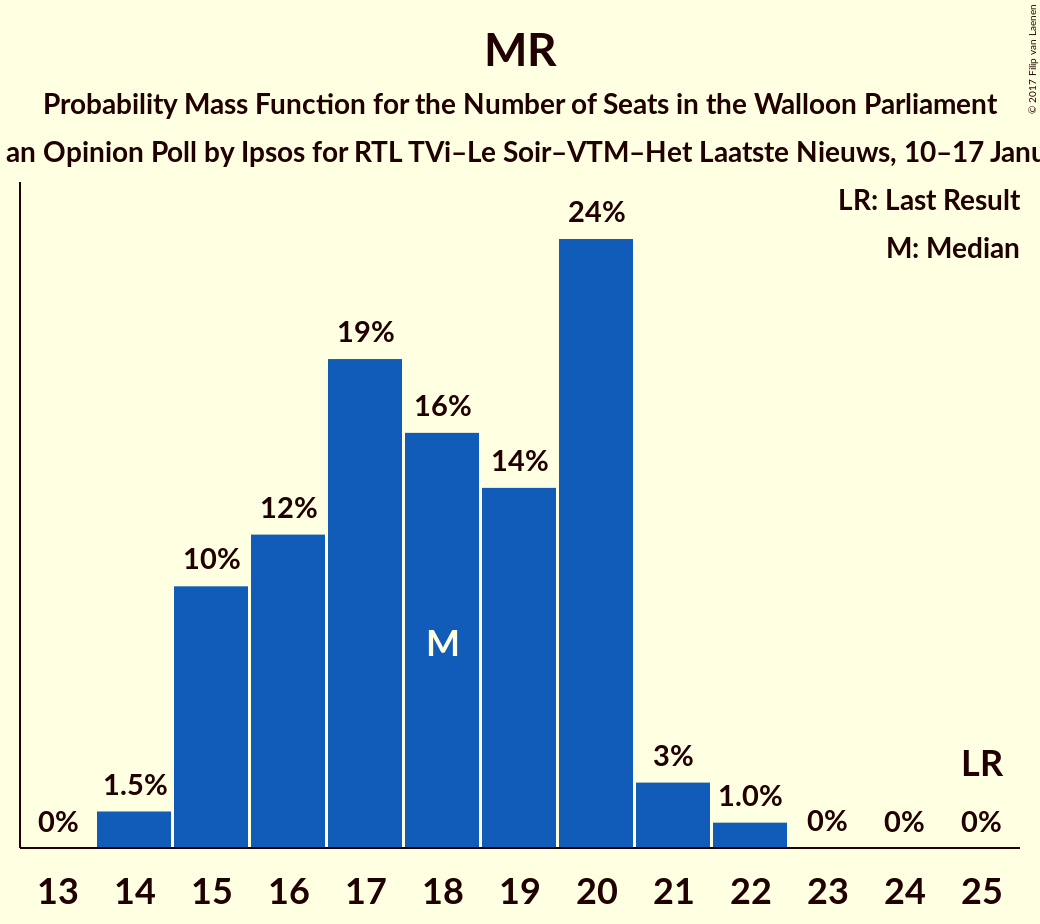 MR
Probability Mass Function for the Number of Seats in the Walloon Parliament
an Opinion Poll by Ipsos for RTL TVi–Le Soir–VTM–Het Laatste Nieuws, 10–17 Janu
© 2017 Filip van Laenen
LR: Last Result
M: Median
24%
19%
16%
14%
12%
10%
M
3%
LR
1.5%
1.0%
0%
0%
0%
0%
13 14 15 16 17 18 19 20 21 22 23 24 25